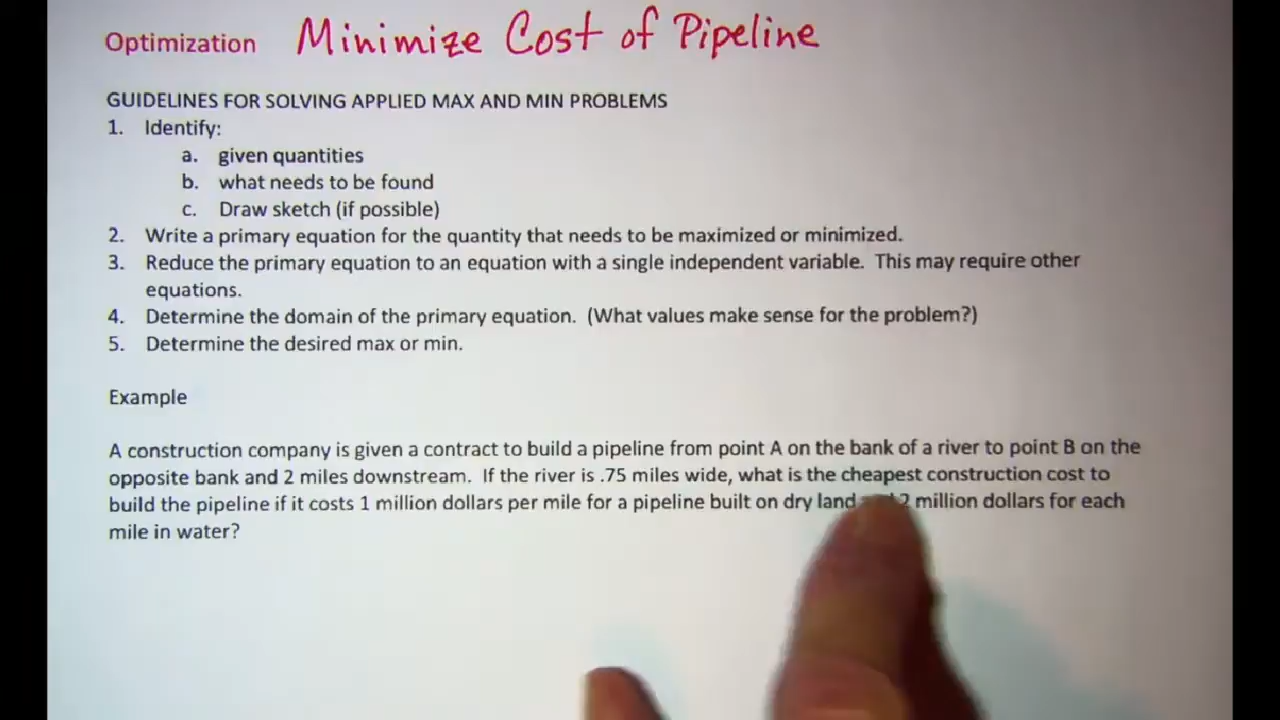 Optimization Minimize Cost of Pipeline
GUIDELINES FOR SOLVING APPLIED MAX AND MIN PROBLEMS
1. Identify:
a. given quantities
b. what needs to be found
c. Draw sketch (if possible)
2. Write a primary equation for the quantity that needs to be maximized or minimized.
3. Reduce the primary equation to an equation with a single independent variable. This may require other
equations.
4. Determine the domain of the primary equation. (What values make sense for the problem?)
5. Determine the desired max or min.
Example
A construction company is given a contract to build a pipeline from point A on the bank of a river to point B on the
opposite bank and 2 miles downstream. If the river is .75 miles wide, what is the cheapest construction cost to
build the pipeline if it costs 1 million dollars per mile for a pipeline built on dry land 2 million dollars for each
mile in water?